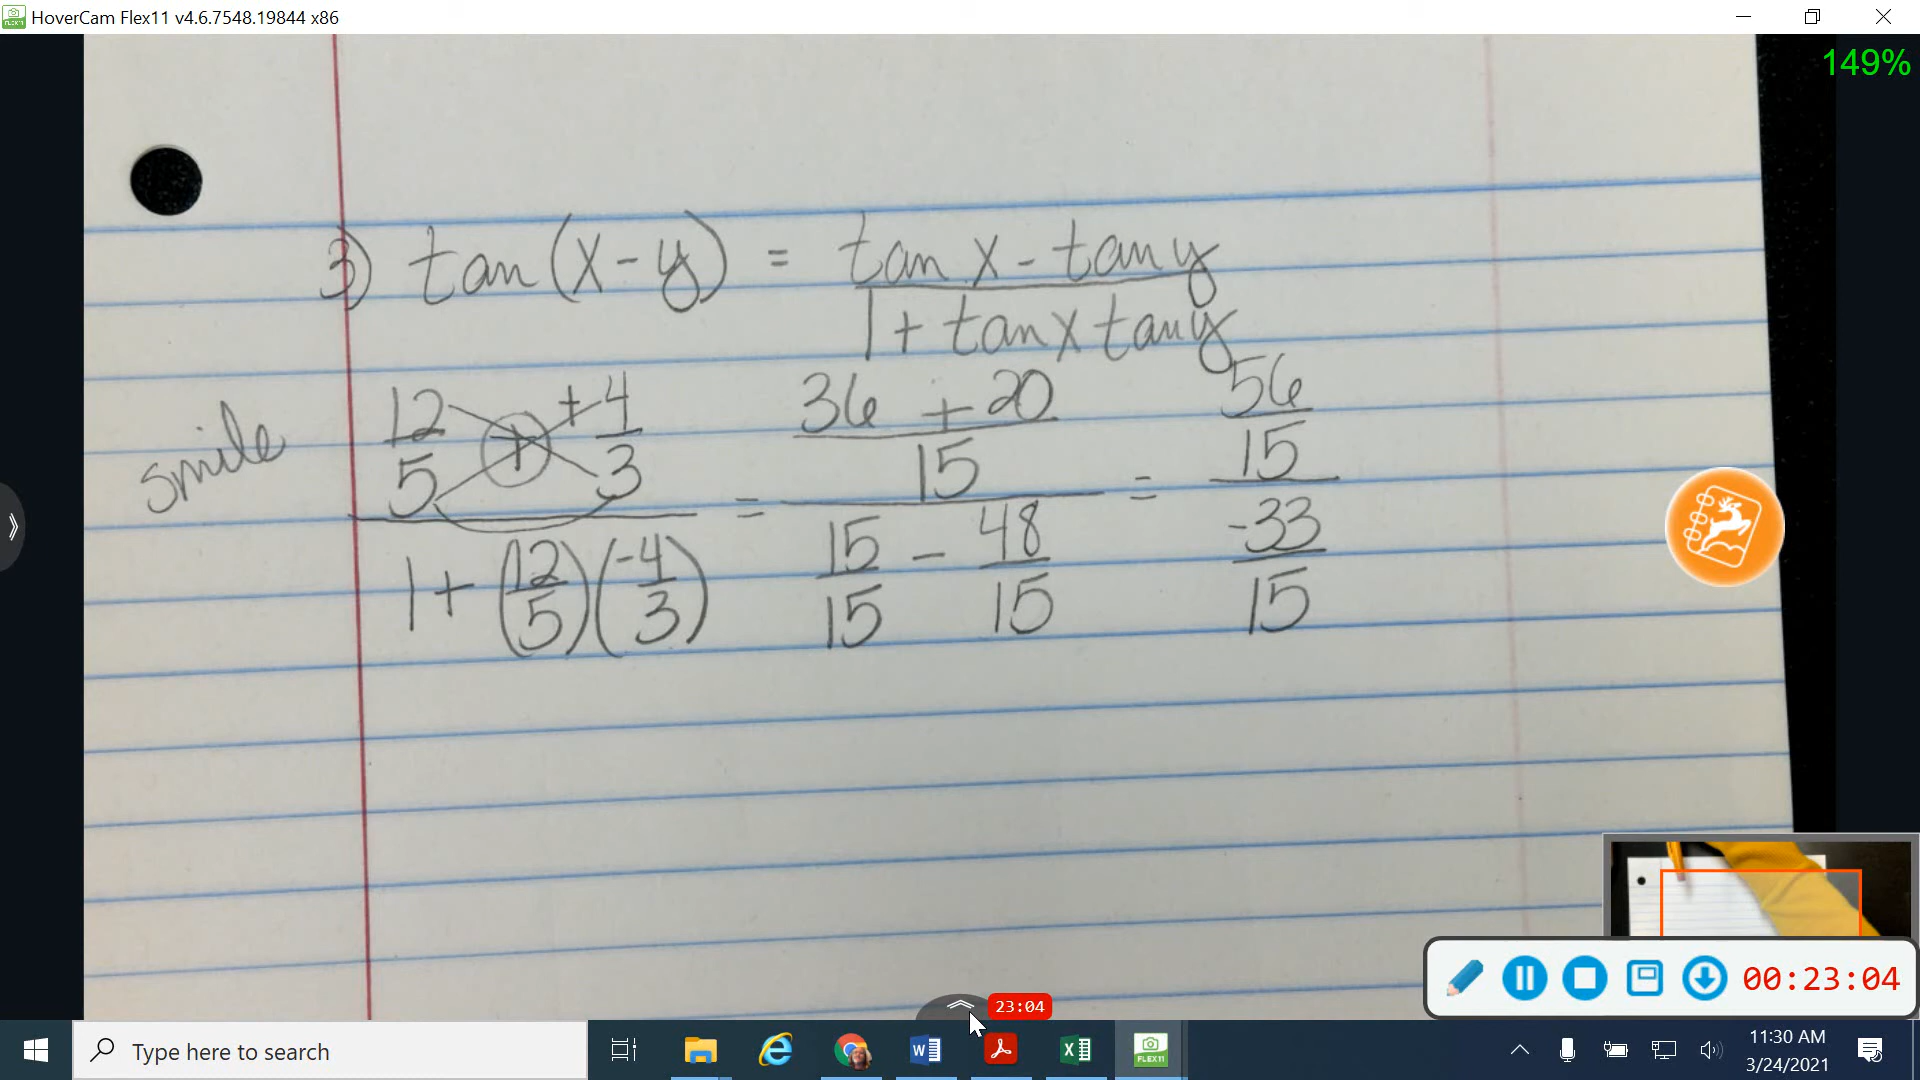 HoverCam Flex11 v4.6.7548.19844 x86
149%
3) tan(x-y) = tan x - tan y
1 + tan x tan y
smile
12 + + 4 36 + 20 56
5 3 15 15
= =
1 + (12)(-4) 15 - 48 -33
5 3 15 15 15
00:23:04
23:04
Type here to search
FLEX11
11:30 AM
3/24/2021